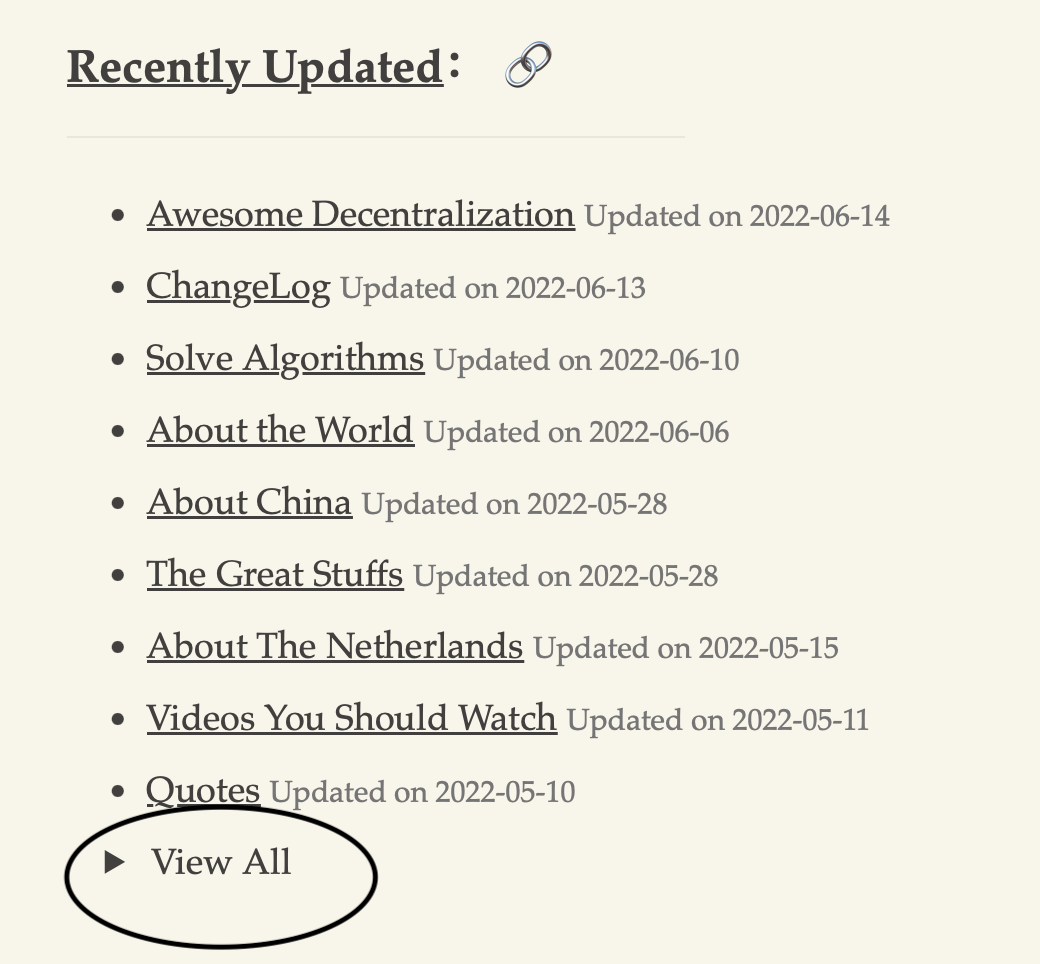 Recently Updated:
Awesome Decentralization Updated on 2022-06-14
ChangeLog Updated on 2022-06-13
Solve Algorithms Updated on 2022-06-10
About the World Updated on 2022-06-06
About China Updated on 2022-05-28
The Great Stuffs Updated on 2022-05-28
About The Netherlands Updated on 2022-05-15
Videos You Should Watch Updated on 2022-05-11
Quotes Updated on 2022-05-10
View All